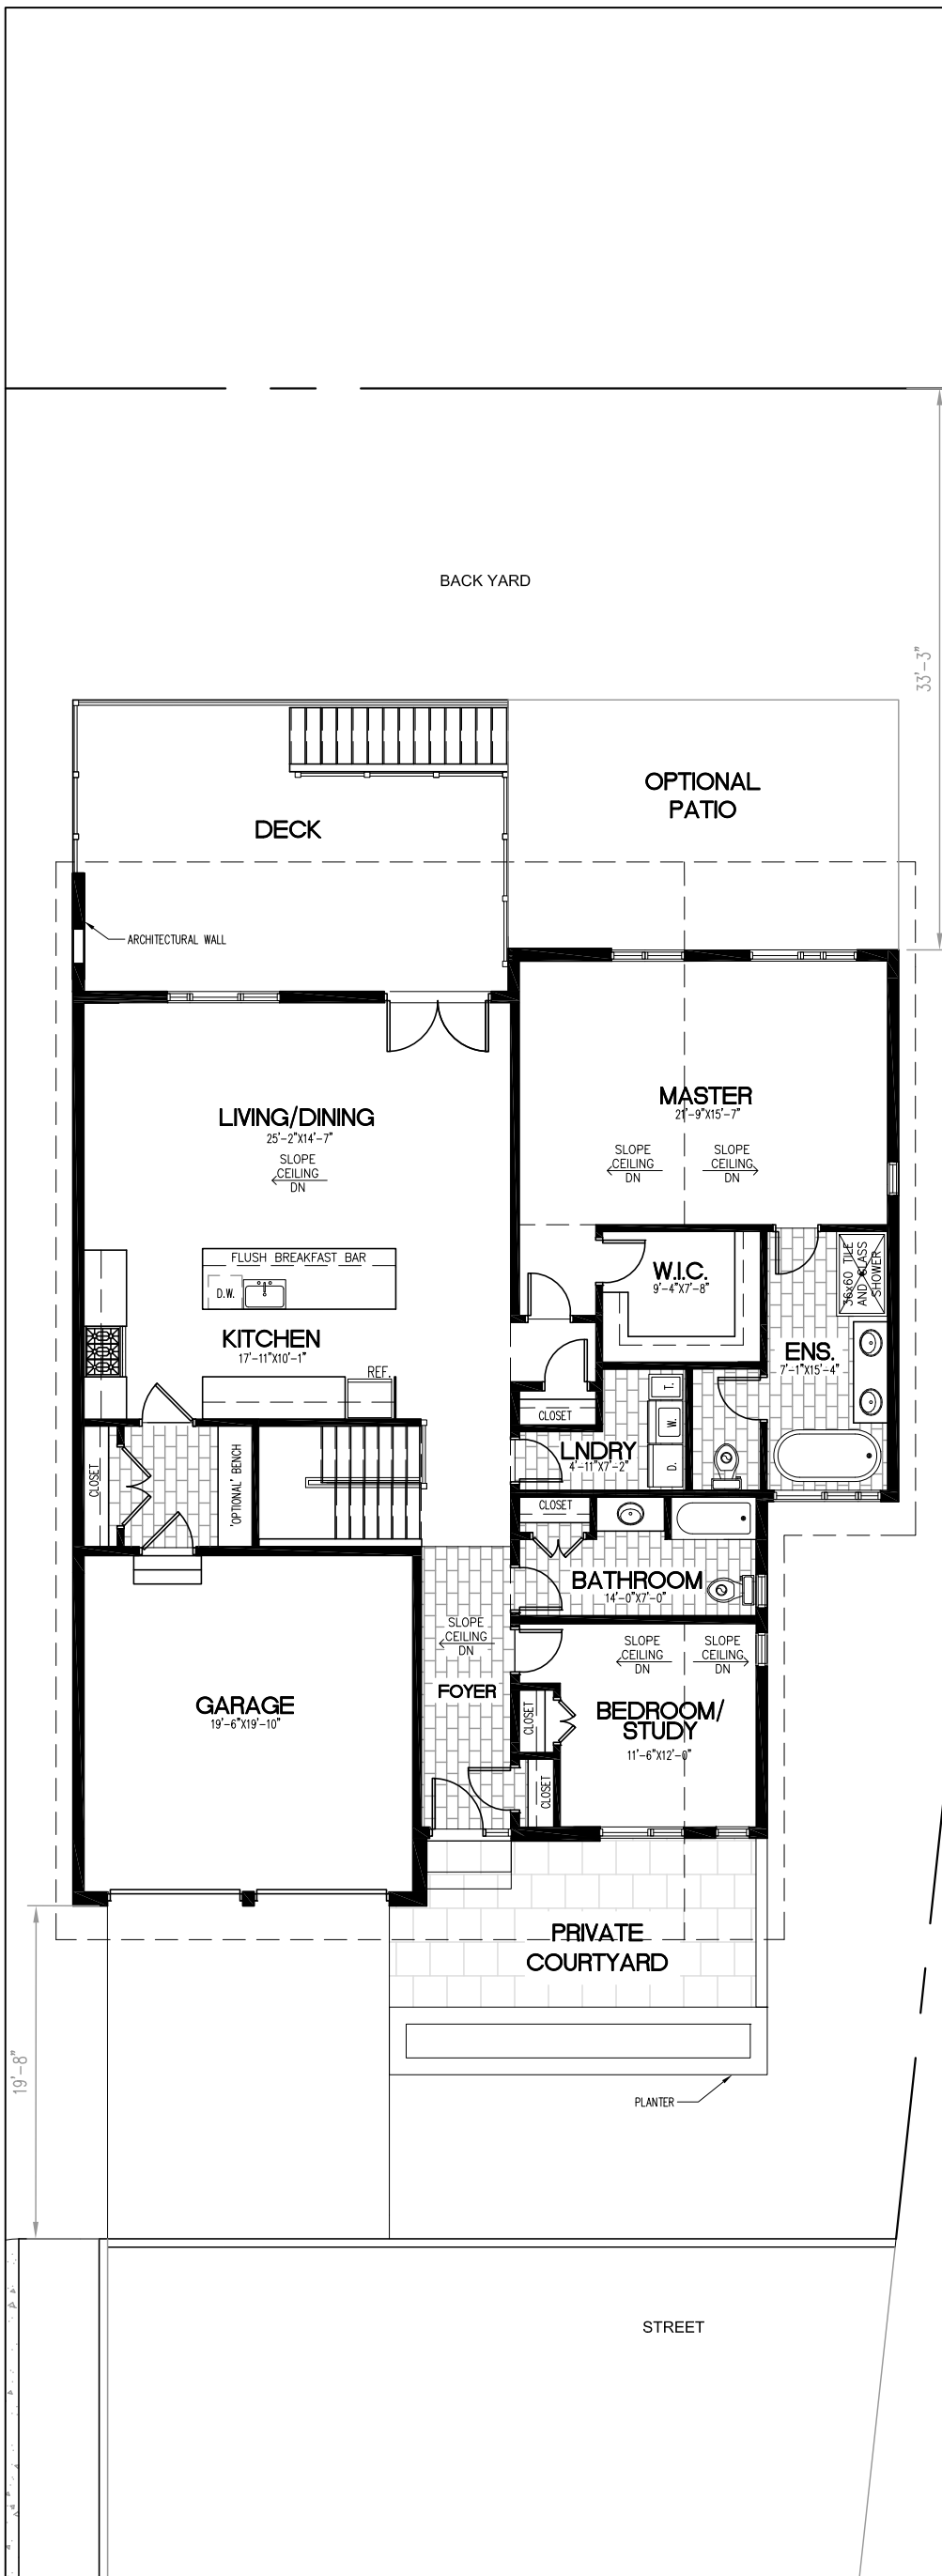 BACK YARD
33'-3"
OPTIONAL
PATIO
DECK
ARCHITECTURAL WALL
MASTER
21'-9"X15'-7"
LIVING/DINING
25'-2"X14'-7"
SLOPE
CEILING
DN
SLOPE
CEILING
DN
SLOPE
CEILING
DN
FLUSH BREAKFAST BAR
D.W.
W.I.C.
9'-4"X7'-8"
36x60 TILE
AND GLASS
SHOWER
KITCHEN
17'-11"X10'-1"
ENS.
7'-1"X15'-4"
REF.
T.
CLOSET
W.
LNDRY
4'-11"X7'-2"
D.
CLOSET
'OPTIONAL' BENCH
CLOSET
BATHROOM
14'-0"X7'-0"
SLOPE
CEILING
DN
SLOPE
CEILING
DN
SLOPE
CEILING
DN
FOYER
GARAGE
19'-6"X19'-10"
CLOSET
BEDROOM/
STUDY
11'-6"X12'-0"
CLOSET
PRIVATE
COURTYARD
19'-8"
PLANTER
STREET